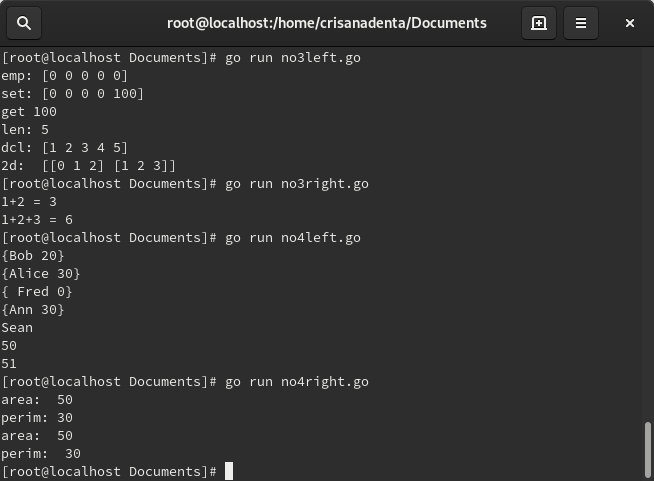 root@localhost:/home/crisanadenta/Documents
[root@localhost Documents]# go run no3left.go
emp: [0 0 0 0 0]
set: [0 0 0 0 100]
get 100
len: 5
dcl: [1 2 3 4 5]
2d:  [[0 1 2] [1 2 3]]
[root@localhost Documents]# go run no3right.go
1+2 = 3
1+2+3 = 6
[root@localhost Documents]# go run no4left.go
{Bob 20}
{Alice 30}
{ Fred 0}
{Ann 30}
Sean
50
51
[root@localhost Documents]# go run no4right.go
area:  50
perim: 30
area:  50
perim:  30
[root@localhost Documents]#